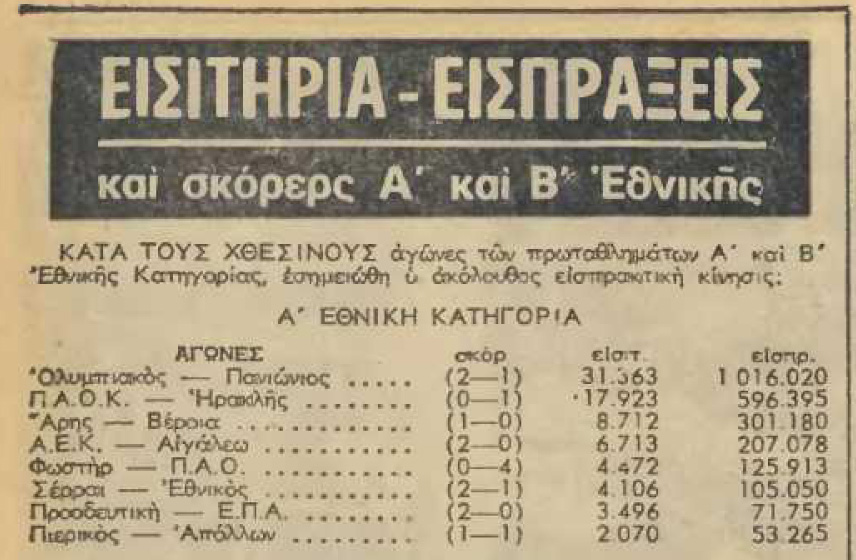 ΕΙΣΙΤΗΡΙΑ - ΕΙΣΠΡΑΞΕΙΣ
καὶ σκόρερς Α΄ καὶ Β΄ Ἐθνικῆς
ΚΑΤΑ ΤΟΥΣ ΧΘΕΣΙΝΟΥΣ ἀγῶνες τῶν πρωταθλημάτων Α΄ καὶ Β΄
Ἐθνικῆς Κατηγορίας, ἐσημειώθη ὁ ἀκόλουθος εἰσπρακτικὴ κίνησις:
Α΄ ΕΘΝΙΚΗ ΚΑΤΗΓΟΡΙΑ
ΑΓΩΝΕΣ σκόρ εἰσιτ. εἰσπρ.
Ὀλυμπιακὸς — Πανιώνιος ...... (2—1) 31.363 1 016.020
Π.Α.Ο.Κ. — Ἡρακλῆς ........... (0—1) 17.923 596.395
Ἄρης — Βέροια ............... (1—0) 8.712 301.180
Α.Ε.Κ. — Αἰγάλεω ............ (2—0) 6.713 207.078
Φωστὴρ — Π.Α.Ο. ............ (0—4) 4.472 125.913
Σέρραι — Ἐθνικὸς ............ (2—1) 4.106 105.050
Προοδευτικὴ — Ε.Π.Α. ......... (2—0) 3.496 71.750
Πιερικὸς — Ἀπόλλων .......... (1—1) 2 070 53.265